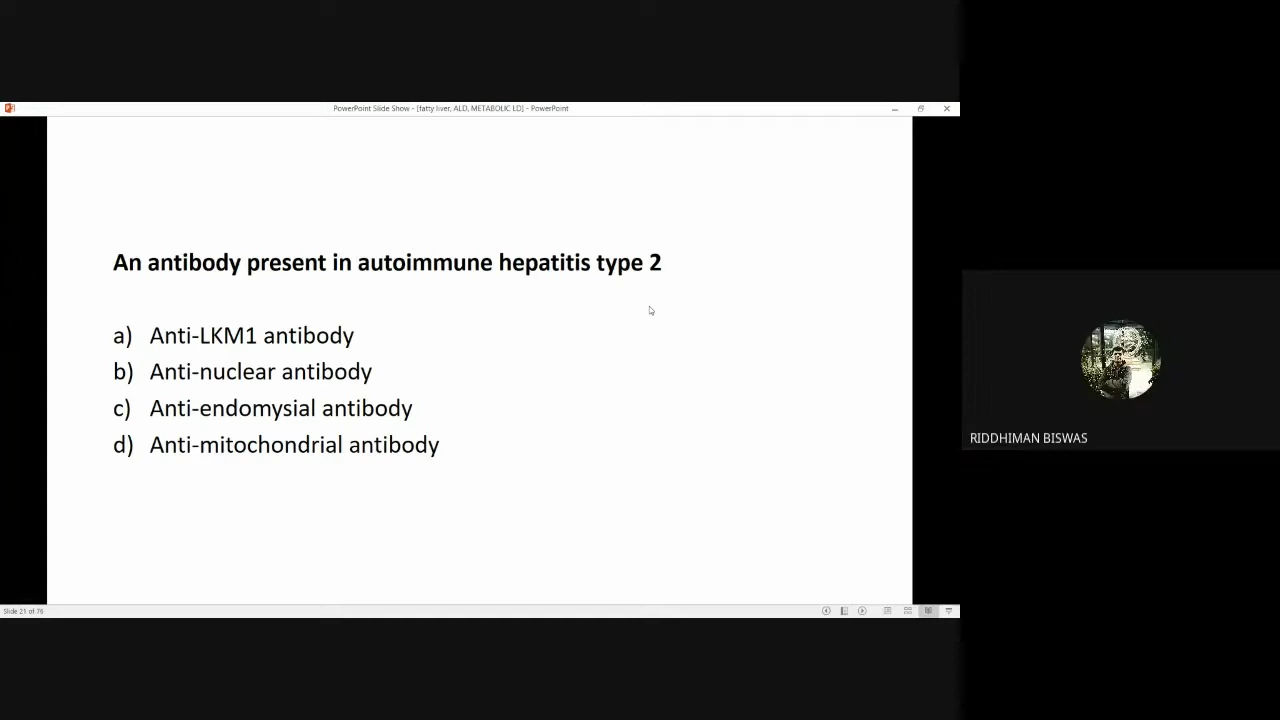 PowerPoint Slide Show - [fatty liver, ALD, METABOLIC LD] - PowerPoint
An antibody present in autoimmune hepatitis type 2
a) Anti-LKM1 antibody
b) Anti-nuclear antibody
c) Anti-endomysial antibody
d) Anti-mitochondrial antibody
RIDDHIMAN BISWAS
Slide 21 of 76